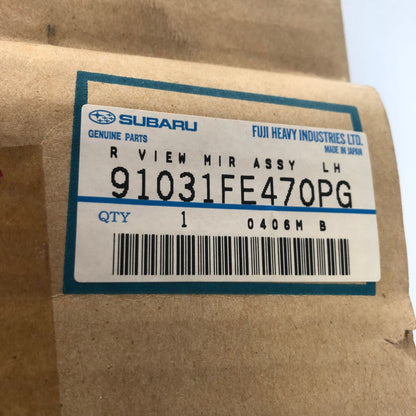 SUBARU FUJI HEAVY INDUSTRIES LTD.
GENUINE PARTS MADE IN JAPAN
R VIEW MIR ASSY LH
91031FE470PG
QTY 1 0406M B